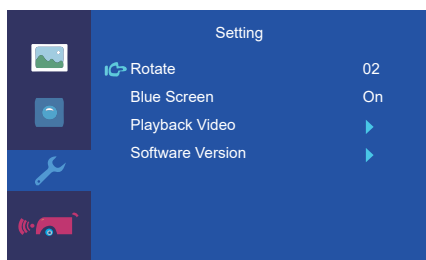 Setting
Rotate 02
Blue Screen On
Playback Video
Software Version